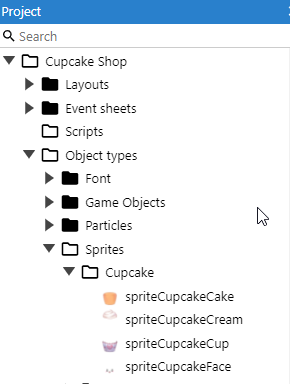 Project
Search
Cupcake Shop
Layouts
Event sheets
Scripts
Object types
Font
Game Objects
Particles
Sprites
Cupcake
spriteCupcakeCake
spriteCupcakeCream
spriteCupcakeCup
spriteCupcakeFace